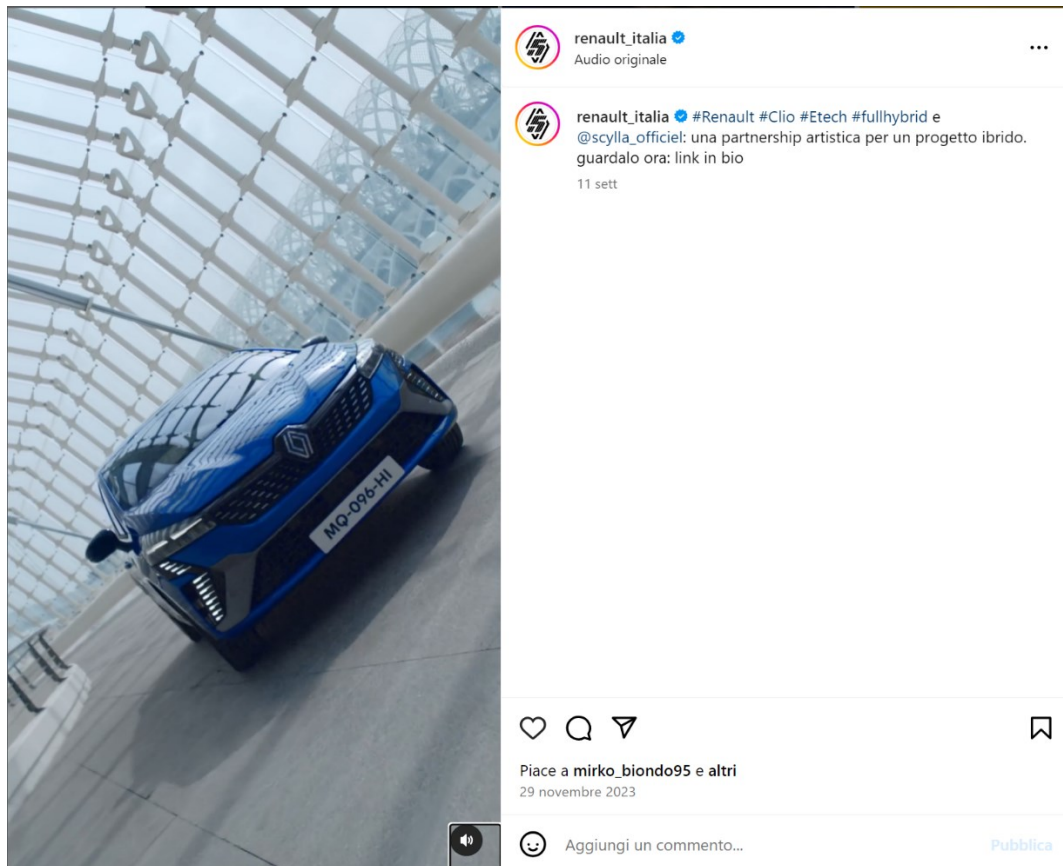 renault_italia
Audio originale
renault_italia #Renault #Clio #Etech #fullhybrid e
@scylla_officiel: una partnership artistica per un progetto ibrido.
guardalo ora: link in bio
11 sett
MQ-096-HI
Piace a mirko_biondo95 e altri
29 novembre 2023
Aggiungi un commento...
Pubblica